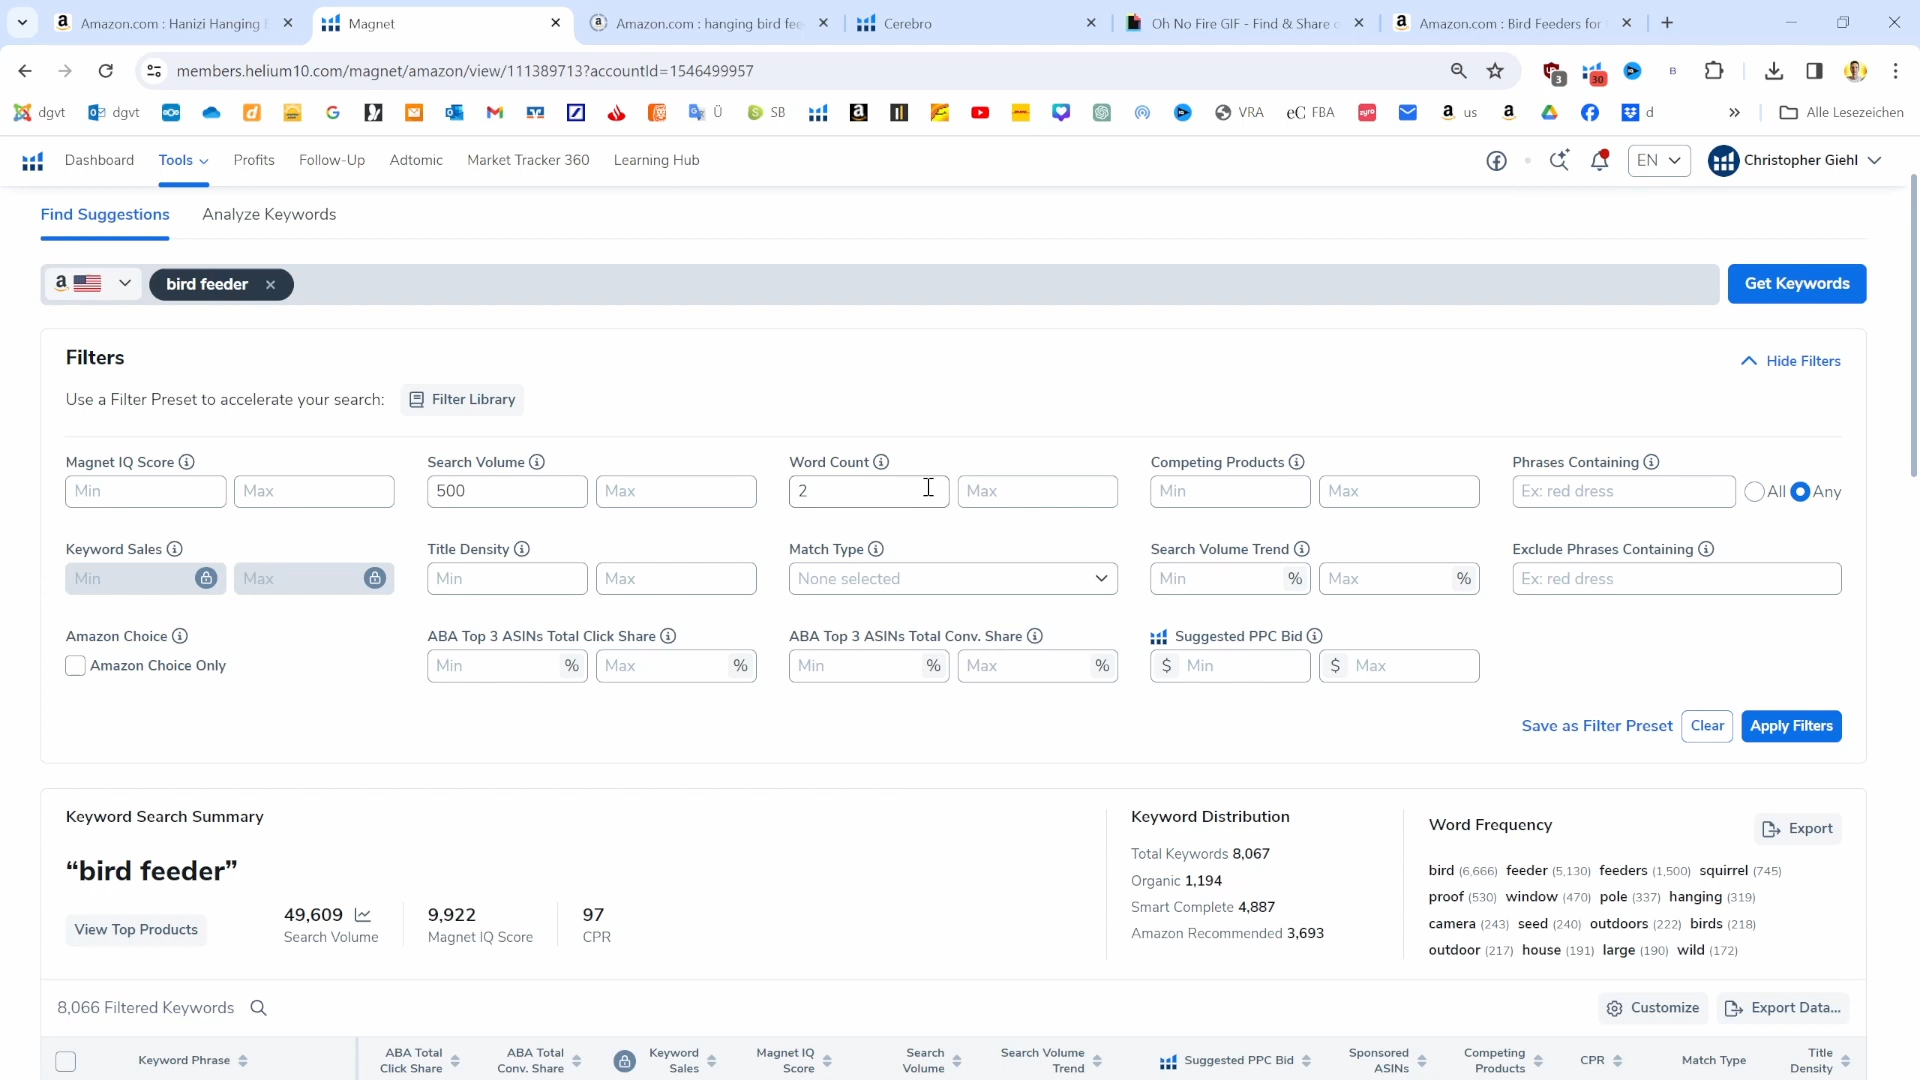 Amazon.com : Hanizi Hanging B
Magnet
Amazon.com : hanging bird fee
Cerebro
Oh No Fire GIF - Find & Share o
Amazon.com : Bird Feeders for
members.helium10.com/magnet/amazon/view/111389713?accountId=1546499957
3
30
B
dgvt
dgvt
Ü
SB
VRA
eC FBA
zyro
us
d
Alle Lesezeichen
Dashboard
Tools
Profits
Follow-Up
Adtomic
Market Tracker 360
Learning Hub
EN
Christopher Giehl
Find Suggestions
Analyze Keywords
bird feeder
Get Keywords
Filters
Hide Filters
Use a Filter Preset to accelerate your search:
Filter Library
Magnet IQ Score
Search Volume
Word Count
Competing Products
Phrases Containing
Min
Max
500
Max
2
Max
Min
Max
Ex: red dress
All
Any
Keyword Sales
Title Density
Match Type
Search Volume Trend
Exclude Phrases Containing
Min
Max
Min
Max
None selected
Min %
Max %
Ex: red dress
Amazon Choice
ABA Top 3 ASINs Total Click Share
ABA Top 3 ASINs Total Conv. Share
Suggested PPC Bid
Amazon Choice Only
Min %
Max %
Min %
Max %
$ Min
$ Max
Save as Filter Preset
Clear
Apply Filters
Keyword Search Summary
“bird feeder”
View Top Products
49,609
Search Volume
9,922
Magnet IQ Score
97
CPR
Keyword Distribution
Total Keywords 8,067
Organic 1,194
Smart Complete 4,887
Amazon Recommended 3,693
Word Frequency
Export
bird (6,666) feeder (5,130) feeders (1,500) squirrel (745)
proof (530) window (470) pole (337) hanging (319)
camera (243) seed (240) outdoors (222) birds (218)
outdoor (217) house (191) large (190) wild (172)
8,066 Filtered Keywords
Customize
Export Data...
Keyword Phrase
ABA Total Click Share
ABA Total Conv. Share
Keyword Sales
Magnet IQ Score
Search Volume
Search Volume Trend
Suggested PPC Bid
Sponsored ASINs
Competing Products
CPR
Match Type
Title Density